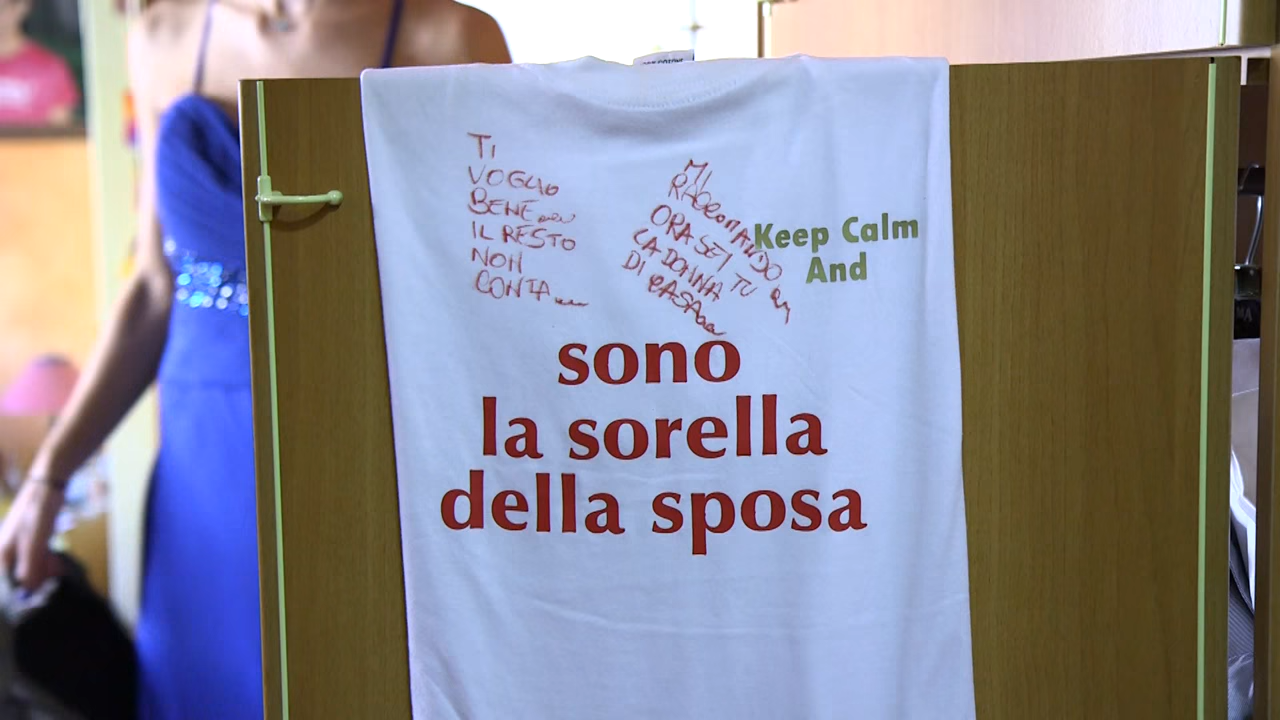 TI
VOGLIO
BENE...
IL RESTO
NON
CONTA...
MI
RACCOMANDO
ORA SEI TU
LA DONNA
DI CASA...
Keep Calm
And
sono
la sorella
della sposa